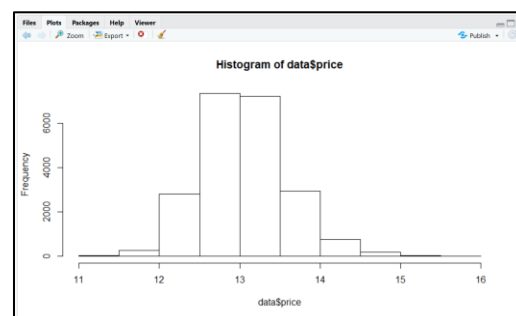 Files Plots Packages Help Viewer
Zoom Export Publish
Histogram of data$price
Frequency
6000
4000
2000
0
11 12 13 14 15 16
data$price